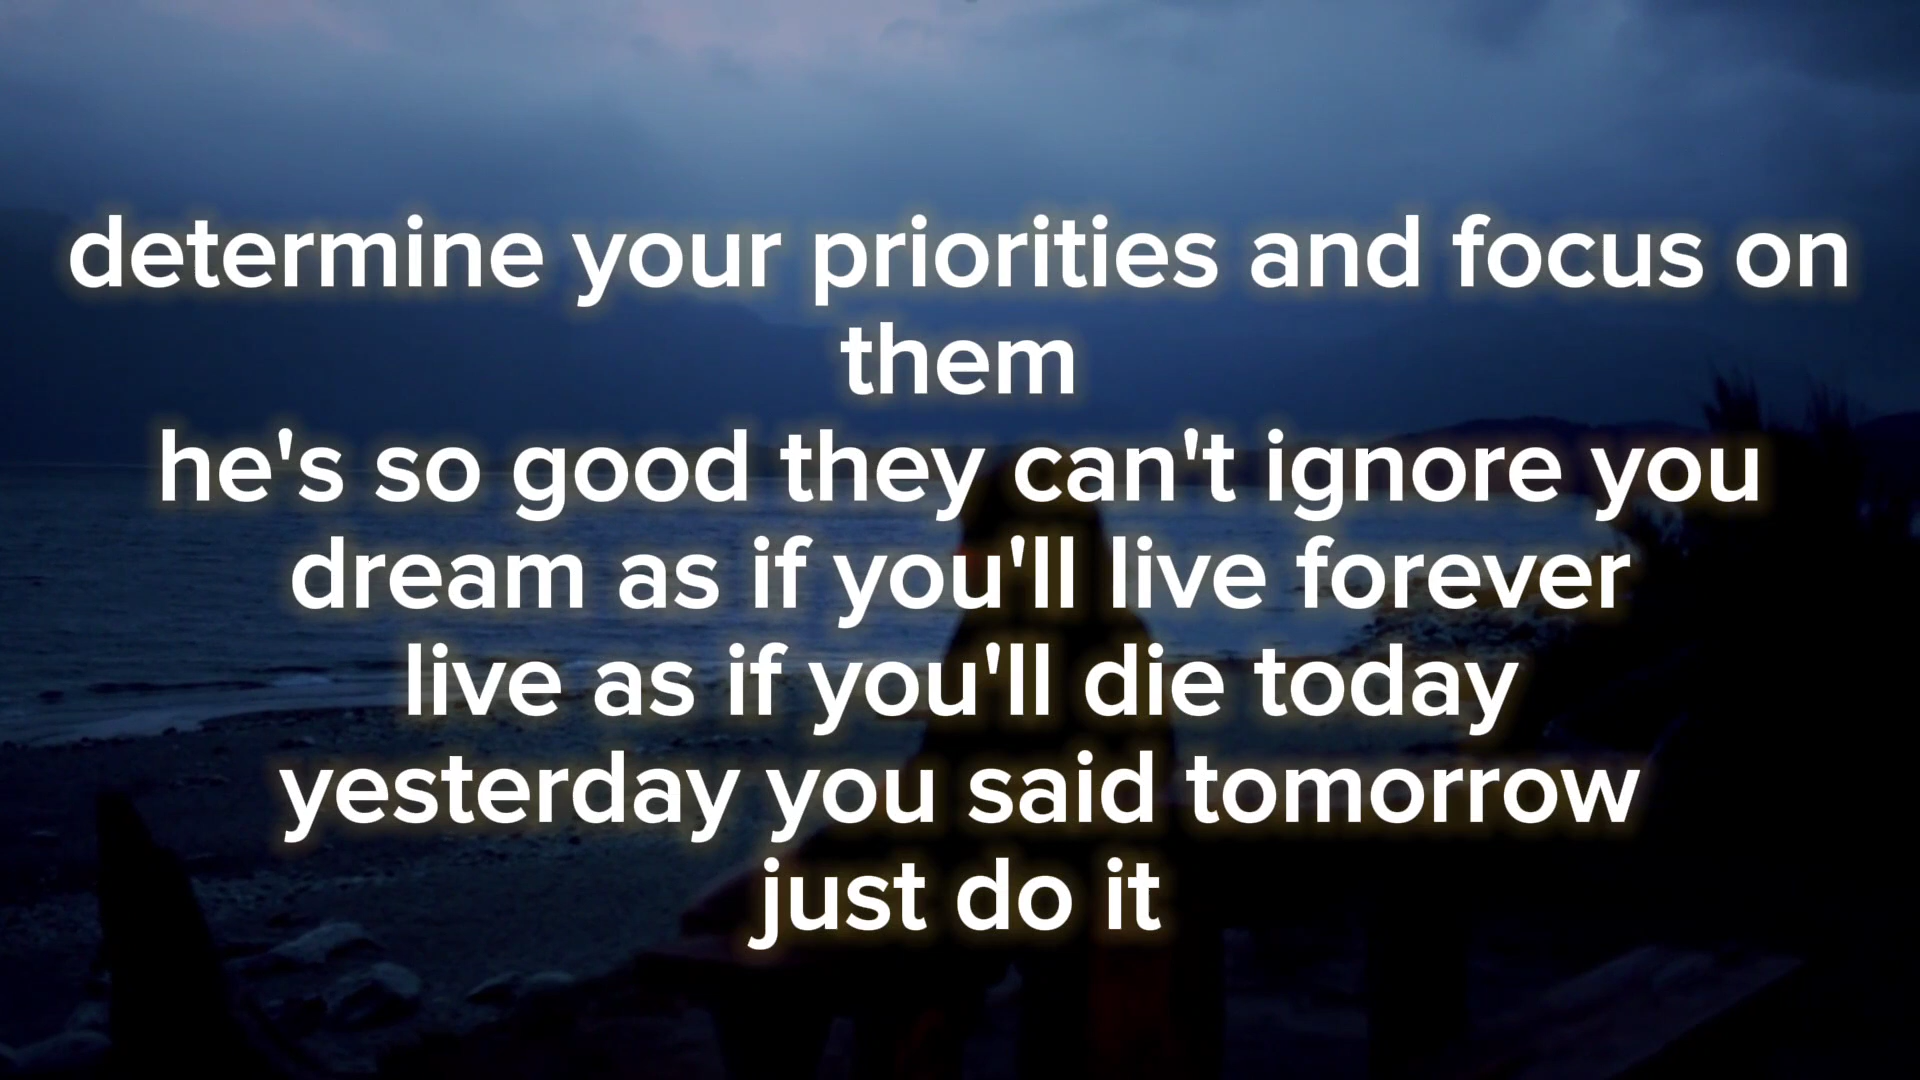 determine your priorities and focus on
them
he's so good they can't ignore you
dream as if you'll live forever
live as if you'll die today
yesterday you said tomorrow
just do it